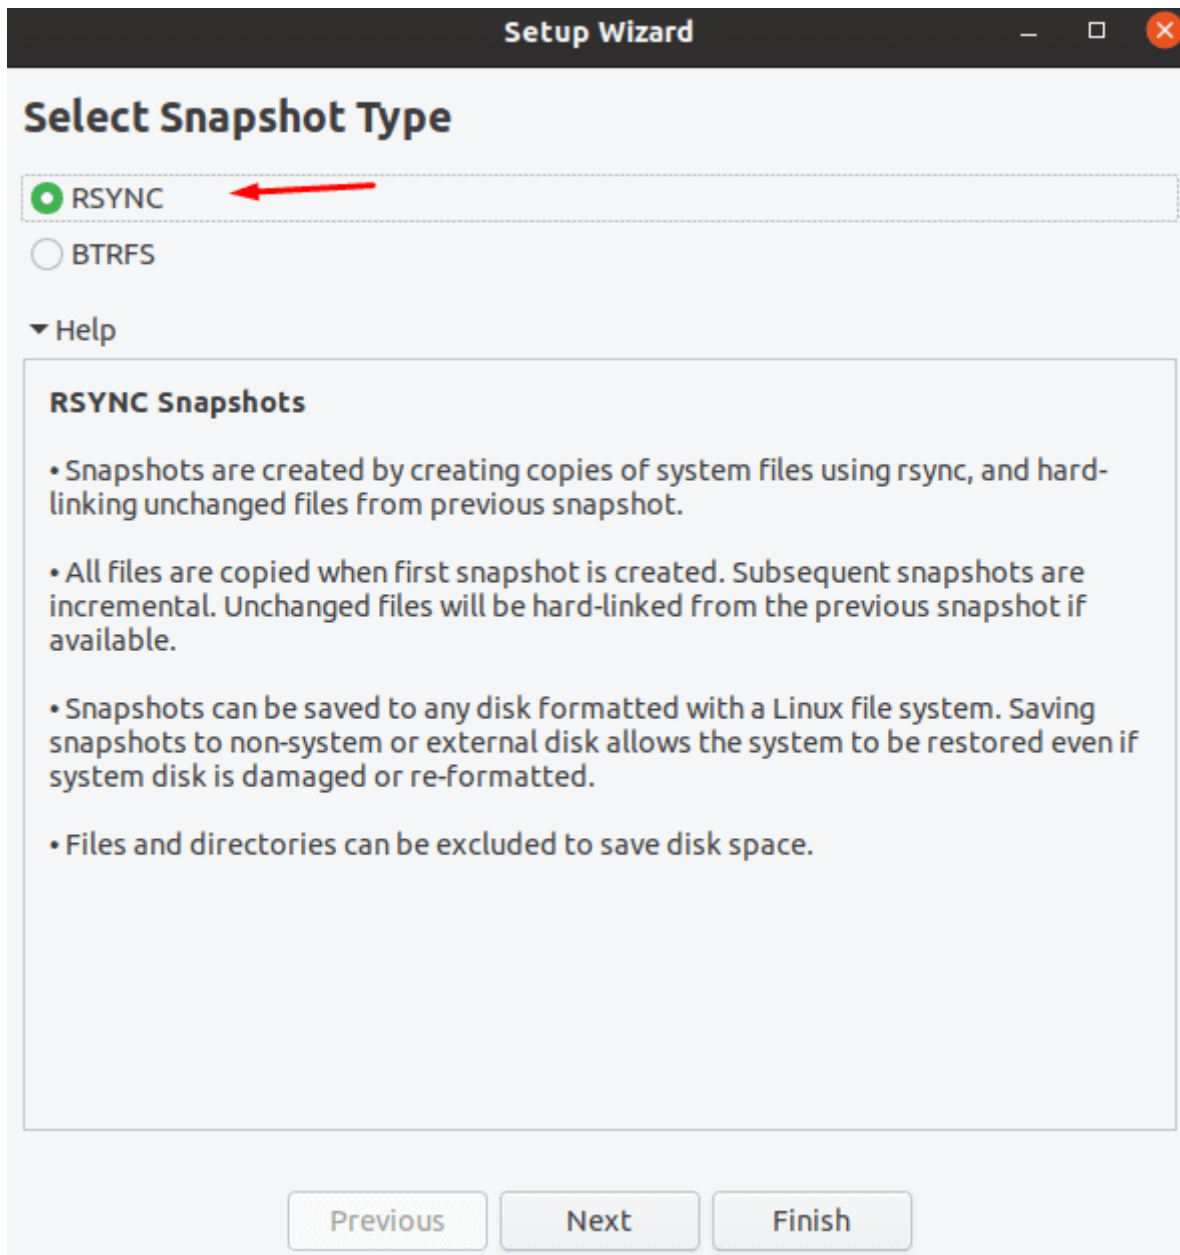 Setup Wizard
Select Snapshot Type
RSYNC
BTRFS
Help
RSYNC Snapshots
• Snapshots are created by creating copies of system files using rsync, and hard-
linking unchanged files from previous snapshot.
• All files are copied when first snapshot is created. Subsequent snapshots are
incremental. Unchanged files will be hard-linked from the previous snapshot if
available.
• Snapshots can be saved to any disk formatted with a Linux file system. Saving
snapshots to non-system or external disk allows the system to be restored even if
system disk is damaged or re-formatted.
• Files and directories can be excluded to save disk space.
Previous Next Finish